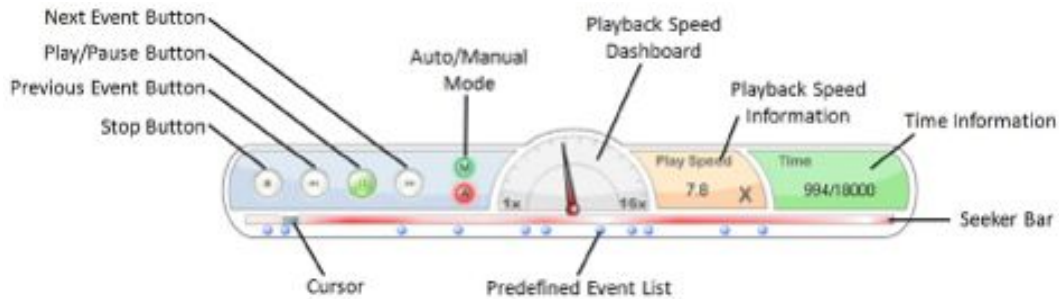 Next Event Button
Play/Pause Button
Previous Event Button
Stop Button
Auto/Manual
Mode
Playback Speed
Dashboard
Playback Speed
Information
Time Information
M
A
1x
16x
Play Speed
7.8
X
Time
994/18000
Seeker Bar
Cursor
Predefined Event List